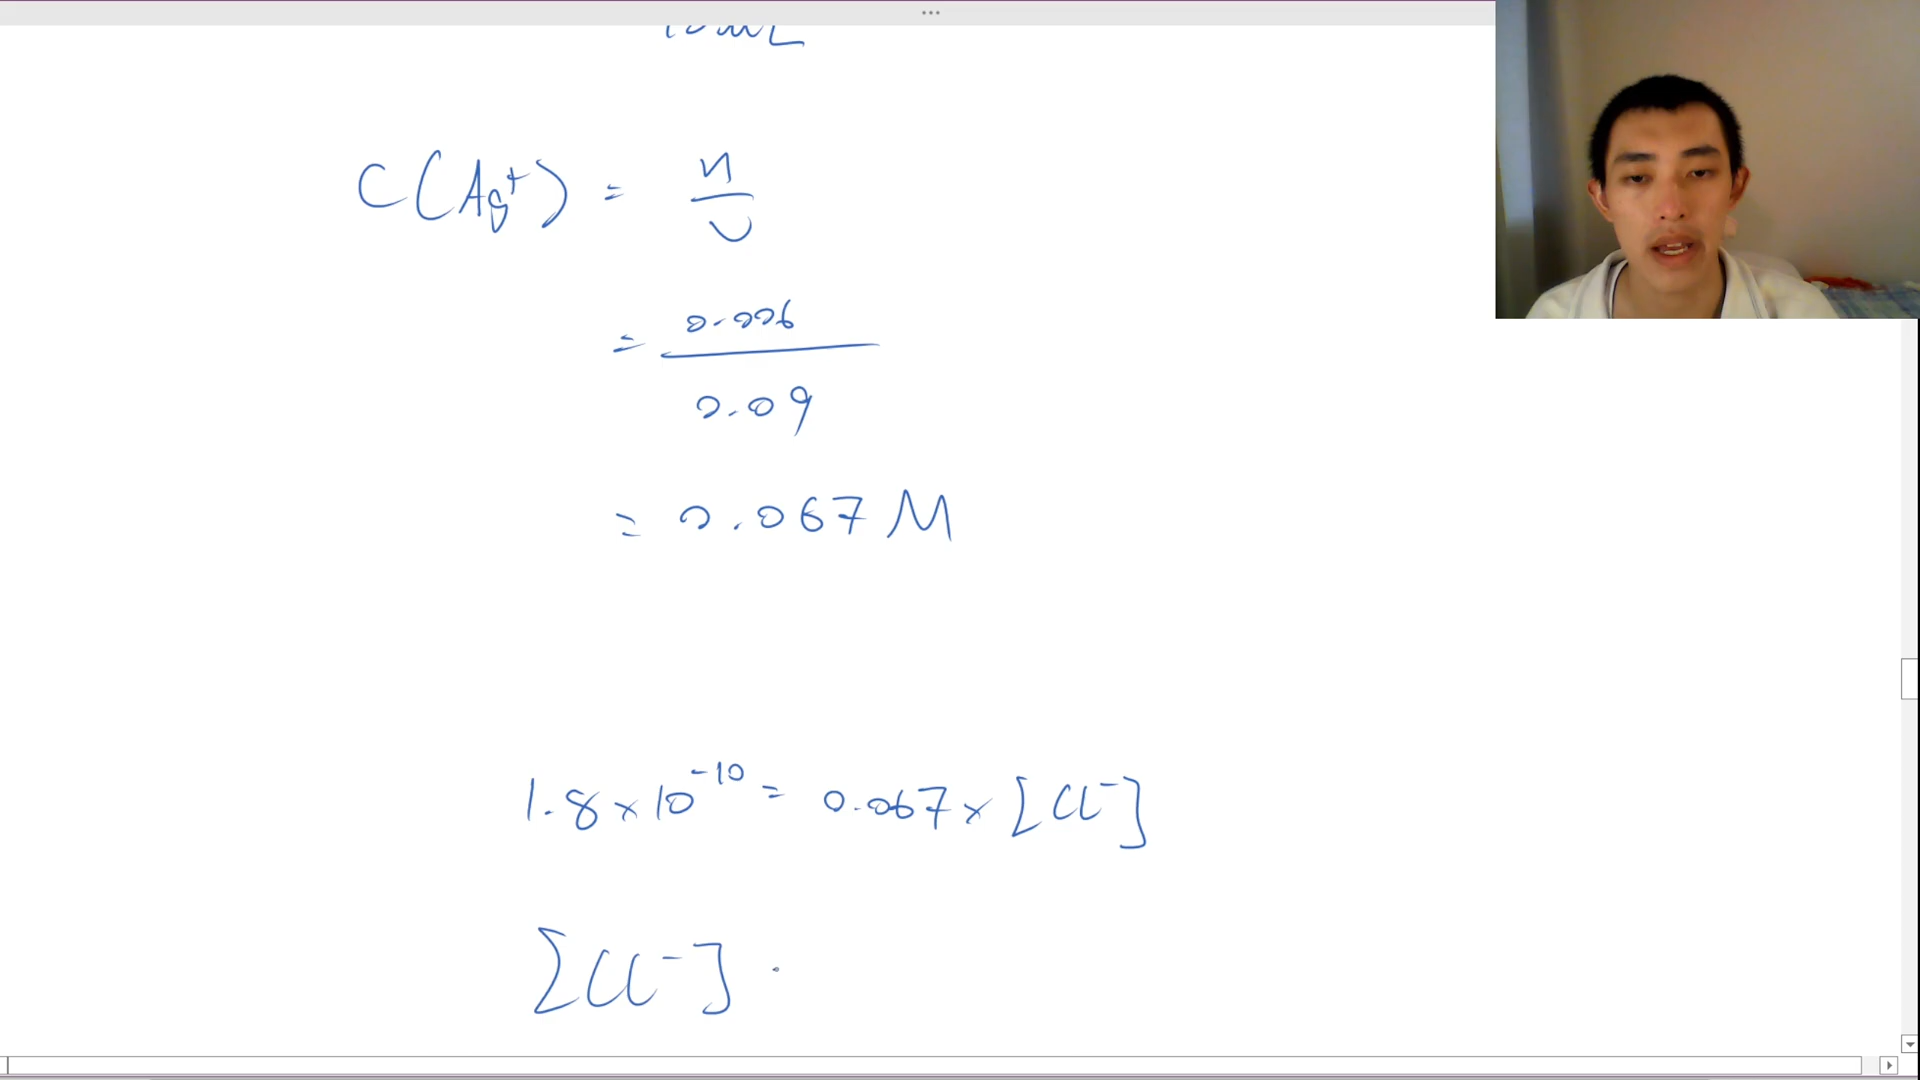 C(Ag+) = n/v
= 0.006/0.09
= 0.067 M
1.8 × 10^-10 = 0.067 × [Cl^-]
[Cl^-]